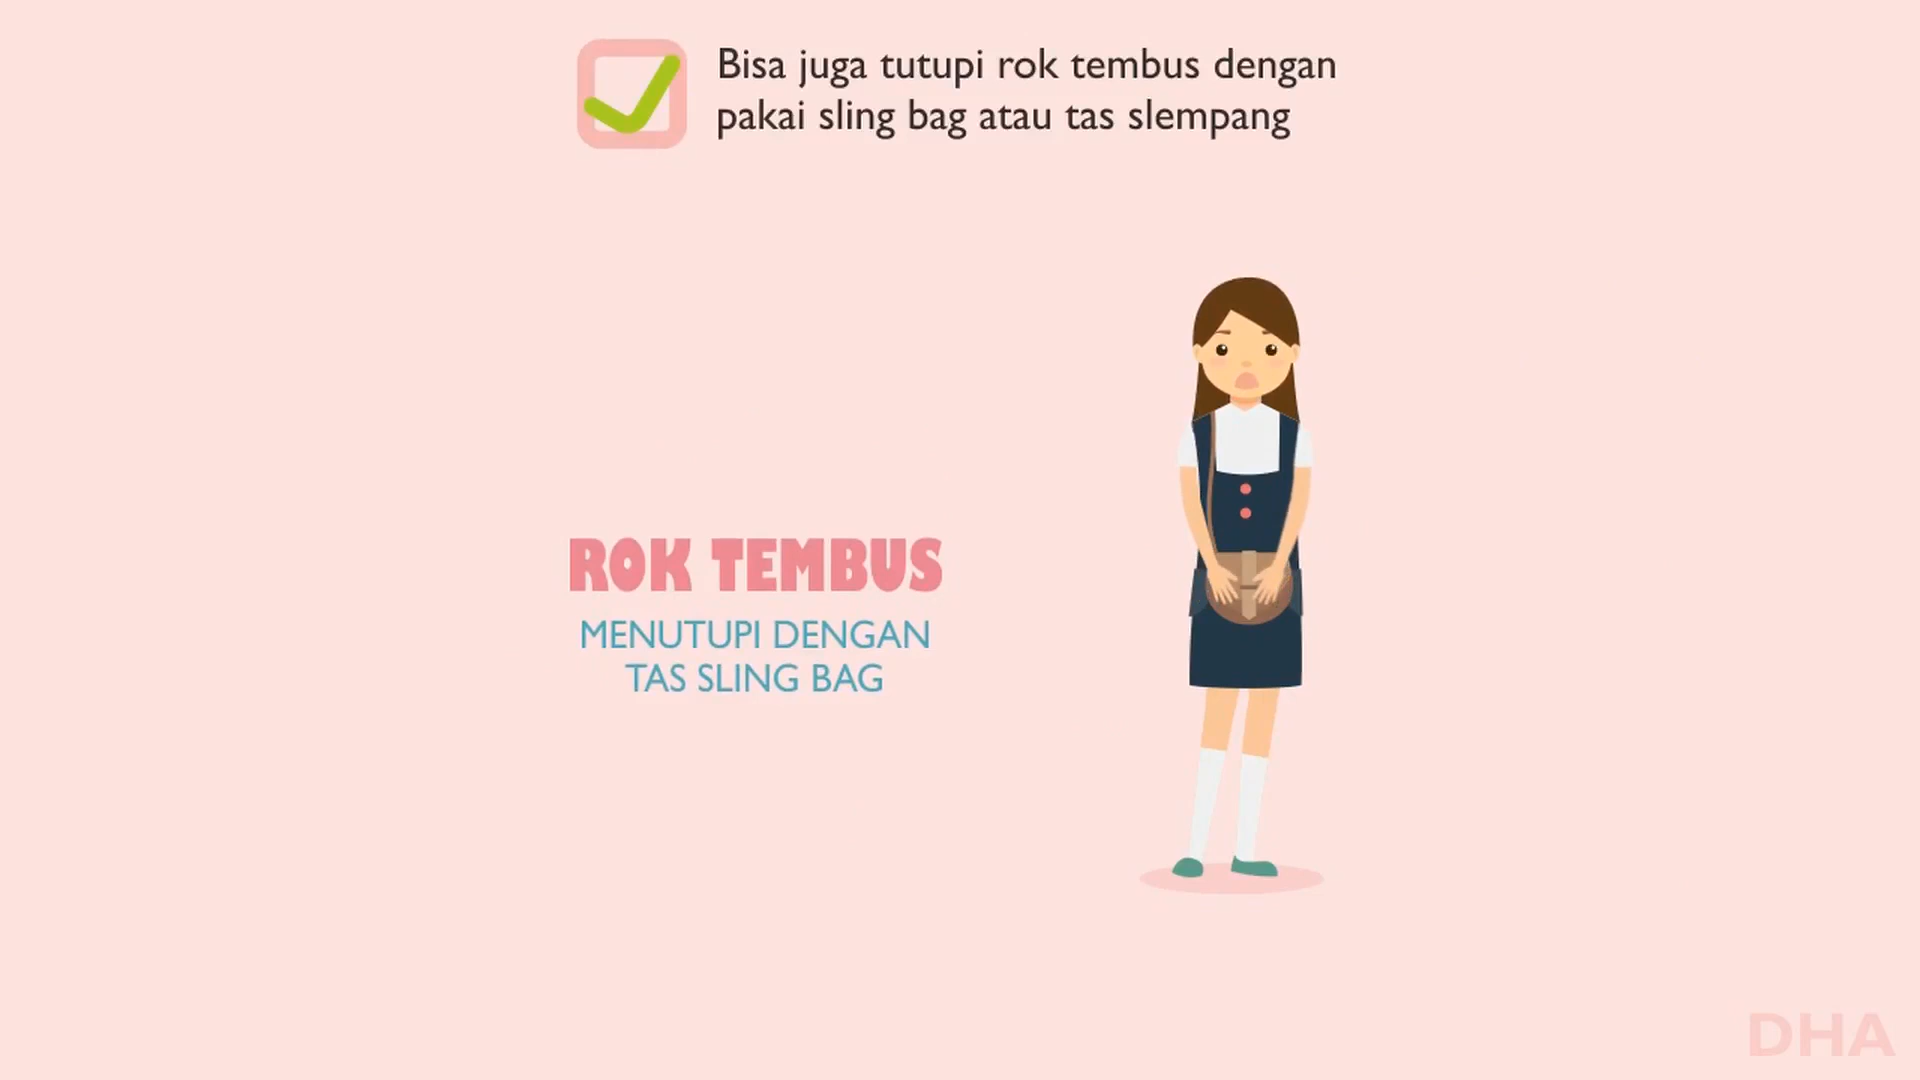 Bisa juga tutupi rok tembus dengan
pakai sling bag atau tas slempang
ROK TEMBUS
MENUTUPI DENGAN
TAS SLING BAG
DHA